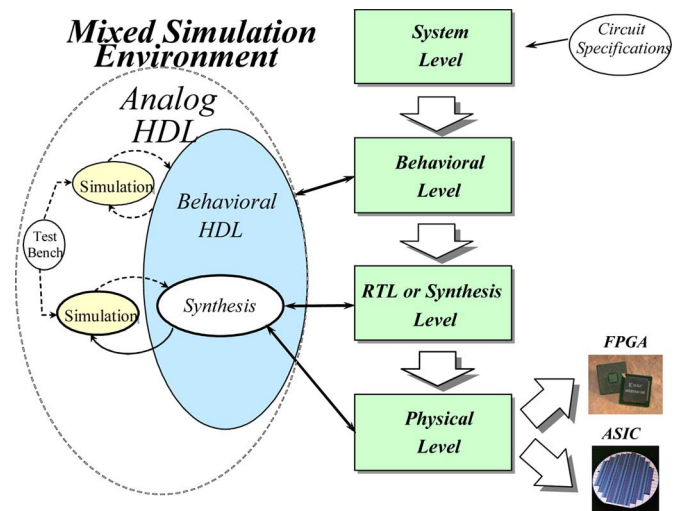 Mixed Simulation
Environment
Analog
HDL
Simulation
Behavioral
HDL
Test
Bench
Simulation
Synthesis
System
Level
Circuit
Specifications
Behavioral
Level
RTL or Synthesis
Level
Physical
Level
FPGA
ASIC